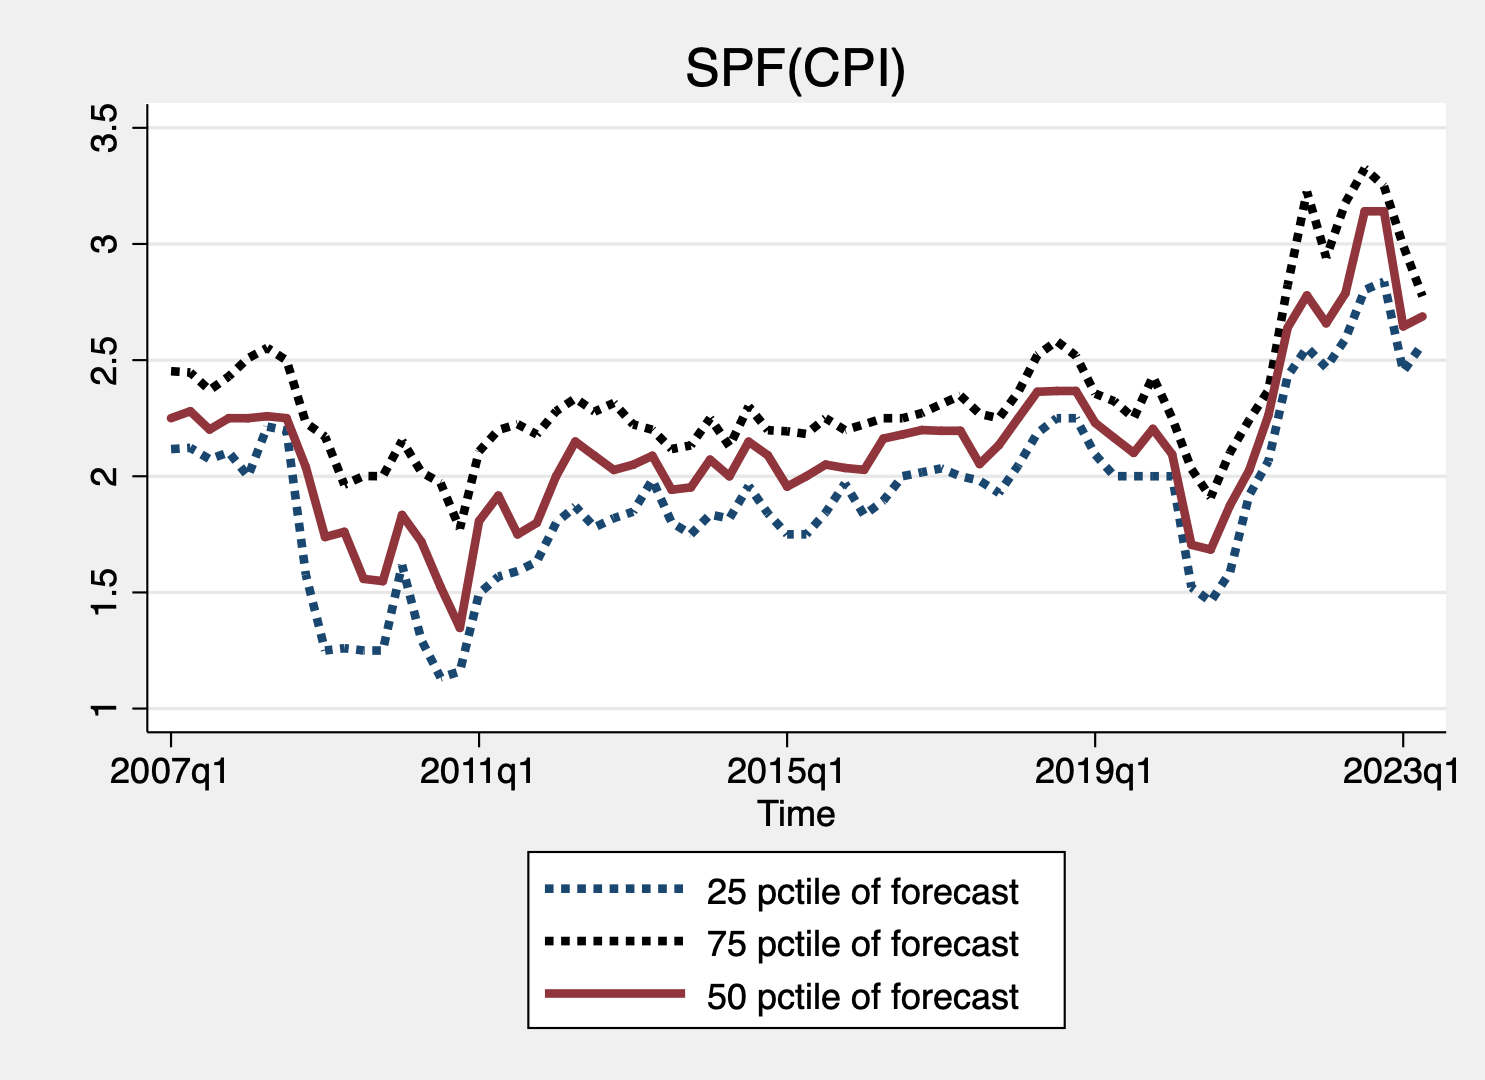 SPF(CPI)
3.5
3
2.5
2
1.5
1
2007q1 2011q1 2015q1 2019q1 2023q1
Time
25 pctile of forecast
75 pctile of forecast
50 pctile of forecast